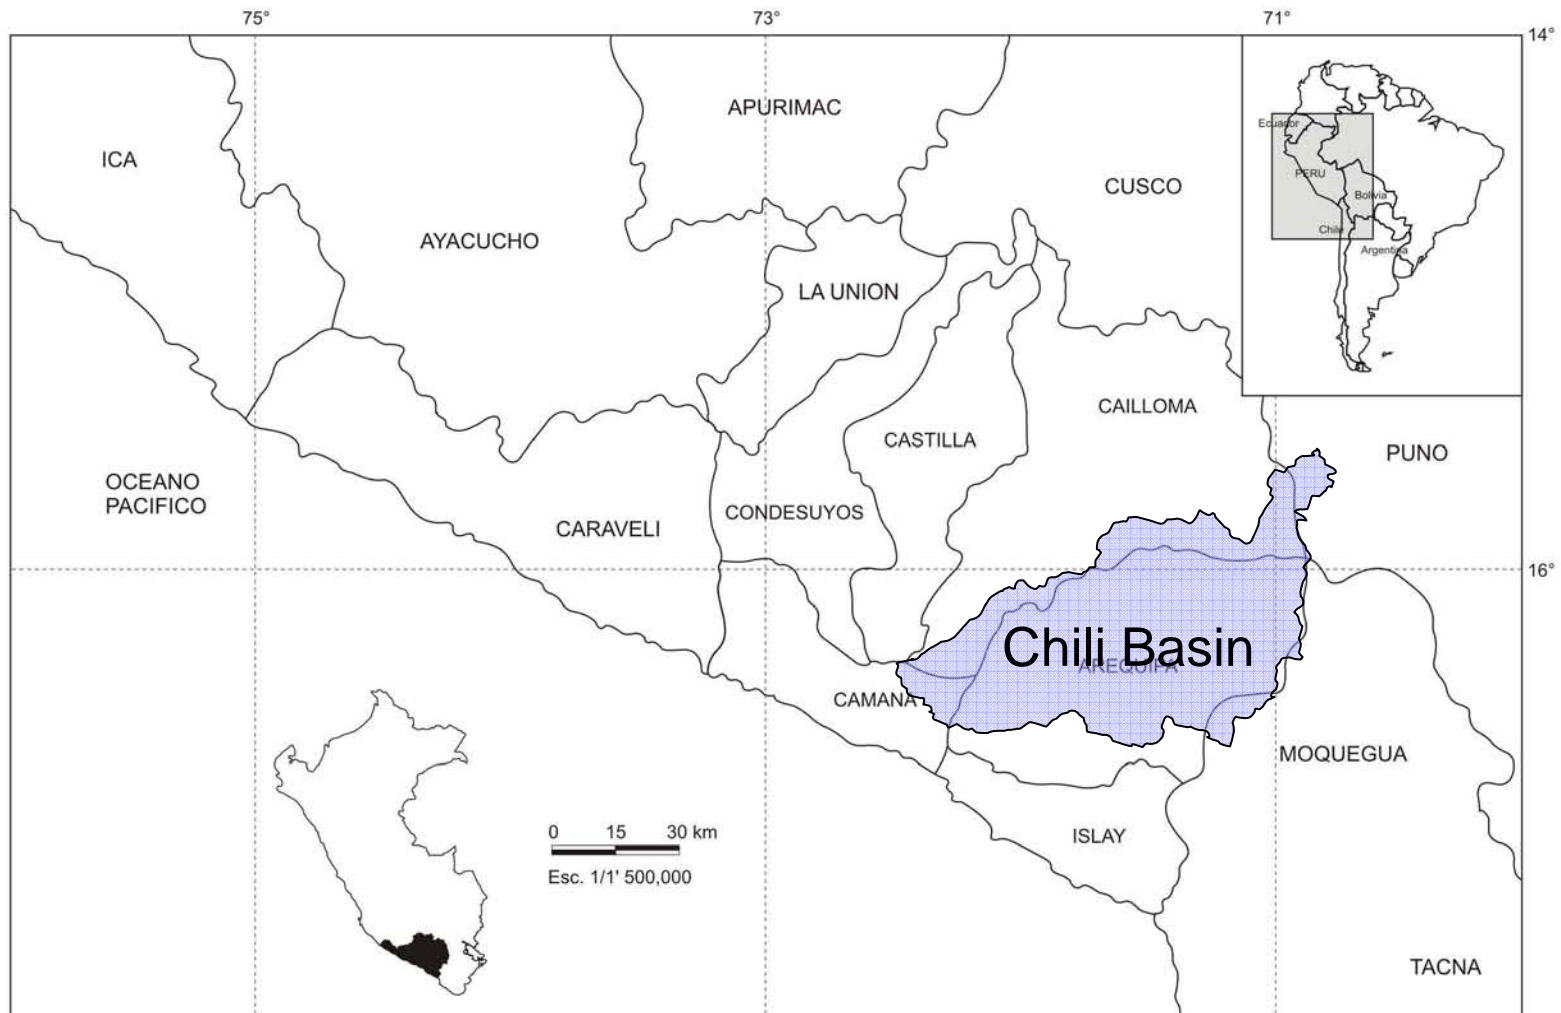 75°
73°
71°
14°
ICA
APURIMAC
CUSCO
AYACUCHO
LA UNION
Ecuador
PERU
Bolivia
Chile
Argentina
CAILLOMA
CASTILLA
PUNO
OCEANO
PACIFICO
CARAVELI
CONDESUYOS
16°
Chili Basin
AREQUIPA
CAMANA
MOQUEGUA
0 15 30 km
Esc. 1/1' 500,000
ISLAY
TACNA